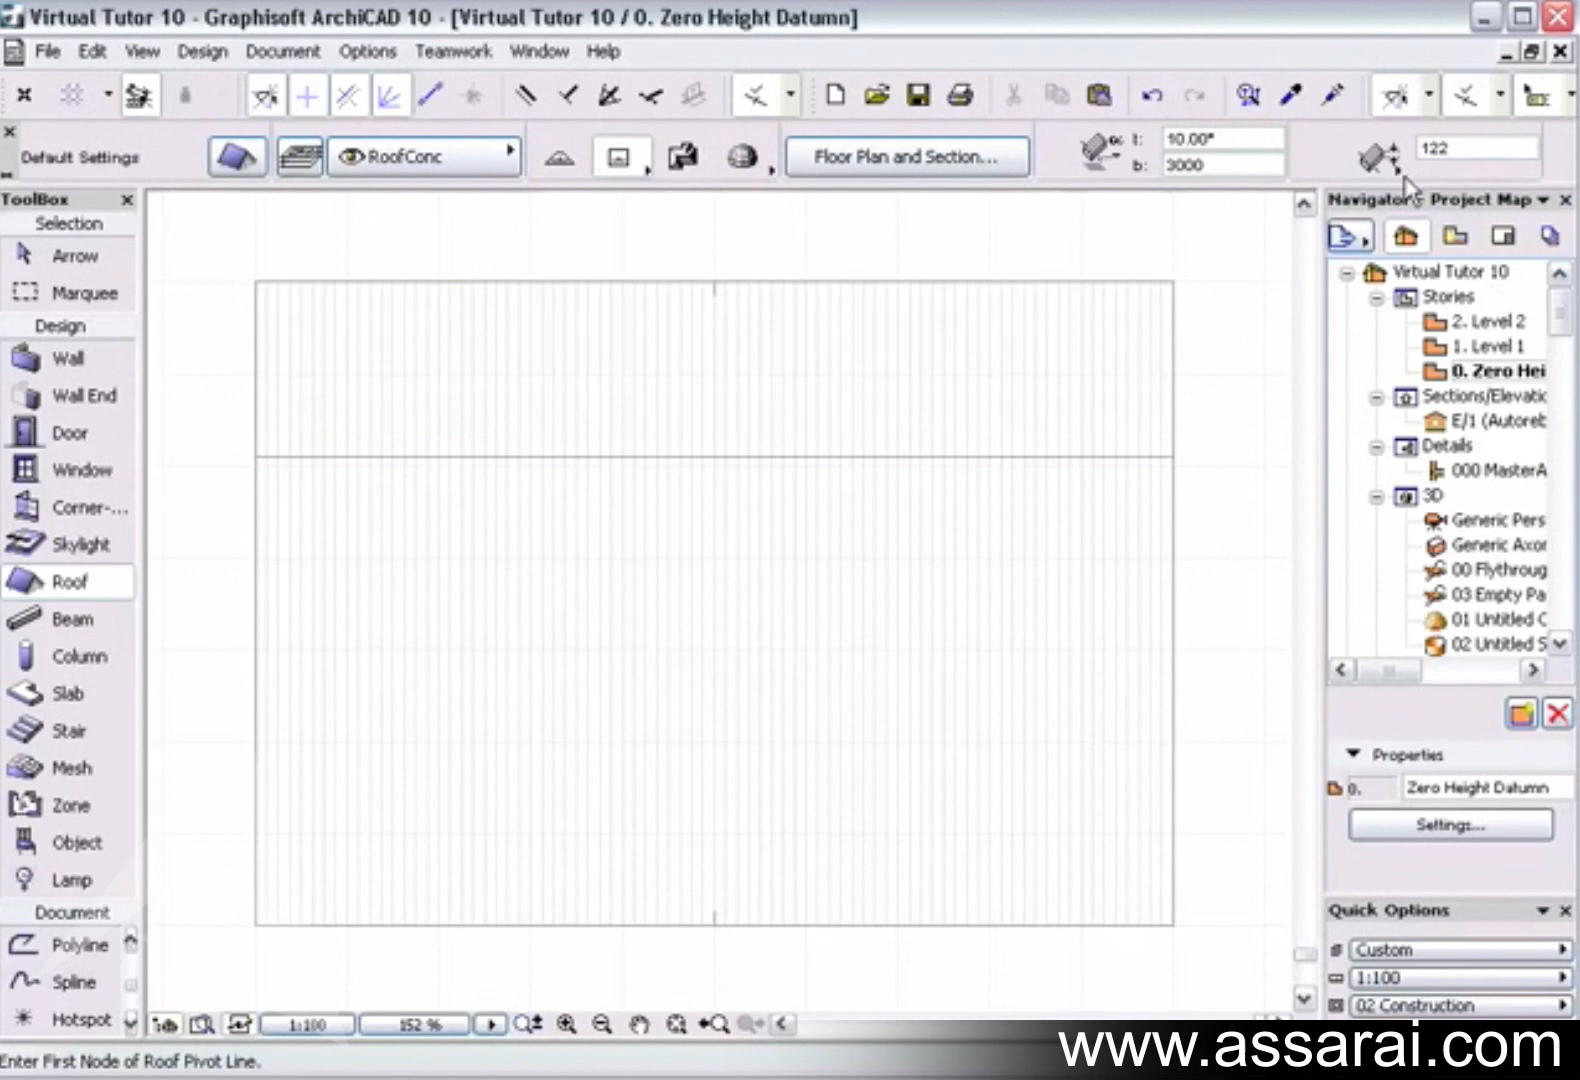 Virtual Tutor 10 - Graphisoft ArchiCAD 10 - [Virtual Tutor 10 / 0. Zero Height Datumn]
File Edit View Design Document Options Teamwork Window Help
Default Settings
RoofConc
Floor Plan and Section...
α: t: 10.00°
b: 3000
122
ToolBox
Selection
Arrow
Marquee
Design
Wall
Wall End
Door
Window
Corner-...
Skylight
Roof
Beam
Column
Slab
Stair
Mesh
Zone
Object
Lamp
Document
Polyline
Spline
Hotspot
1:100
152 %
Enter First Node of Roof Pivot Line.
Navigator - Project Map
Virtual Tutor 10
Stories
2. Level 2
1. Level 1
0. Zero Hei
Sections/Elevatic
E/1 (Autoreb
Details
000 MasterA
3D
Generic Pers
Generic Axor
00 Flythroug
03 Empty Pa
01 Untitled C
02 Untitled S
Properties
0. Zero Height Datumn
Settings...
Quick Options
Custom
1:100
02 Construction
www.assarai.com